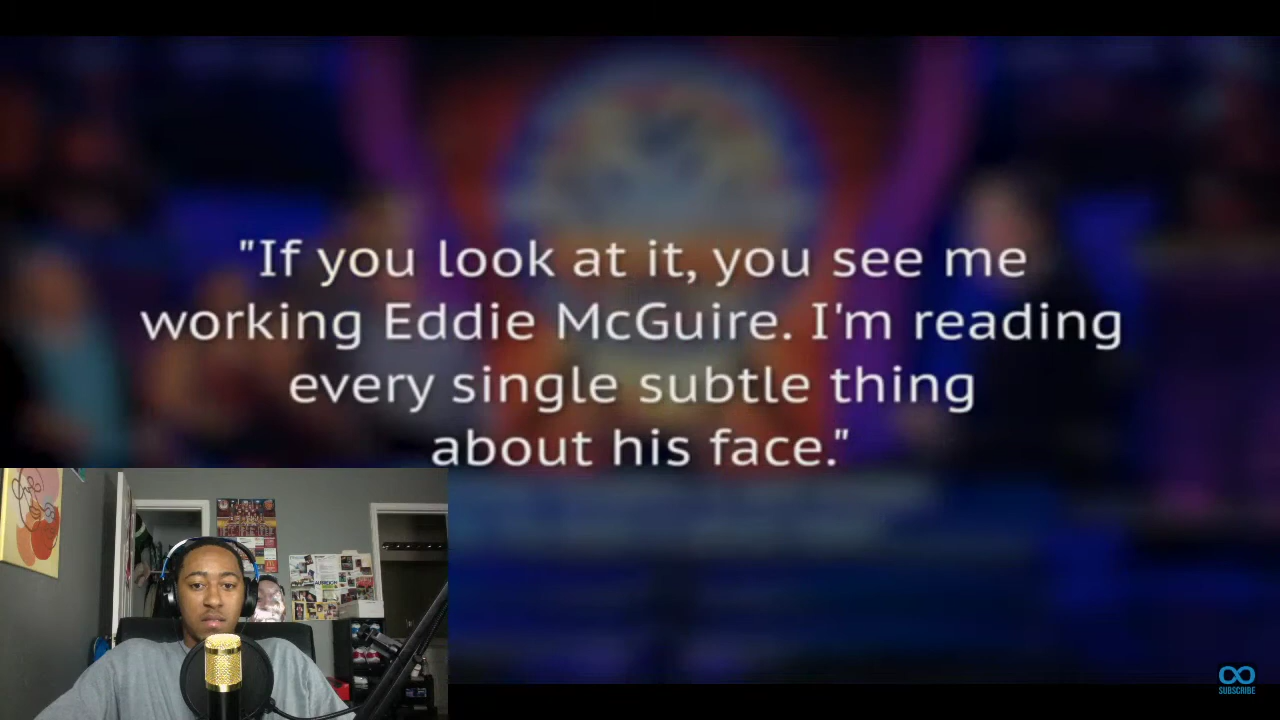 "If you look at it, you see me
working Eddie McGuire. I'm reading
every single subtle thing
about his face."
SUBSCRIBE